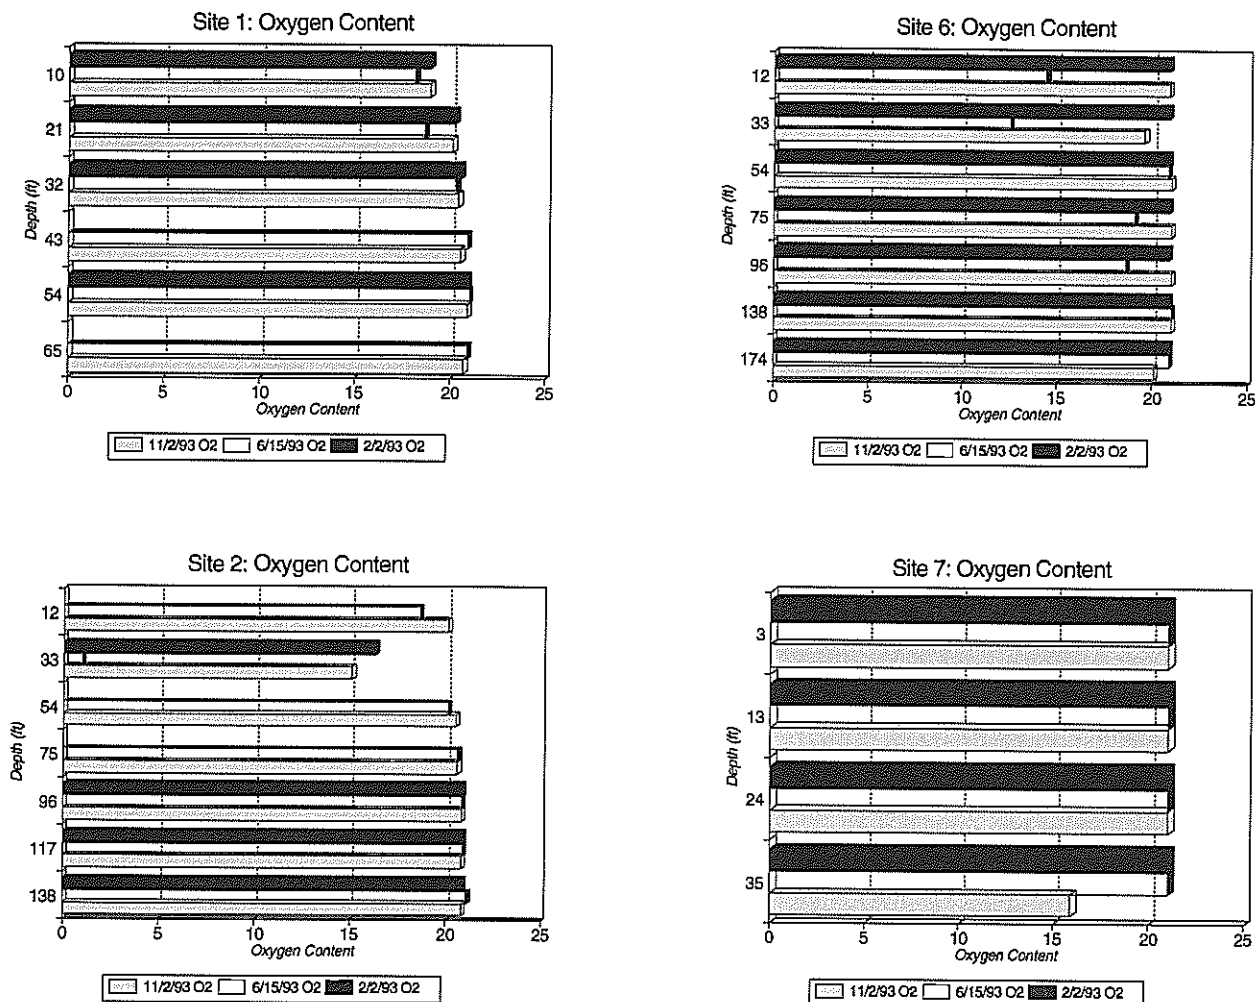 Site 1: Oxygen Content
Depth (ft)
10
21
32
43
54
65
0 5 10 15 20 25
Oxygen Content
11/2/93 O2 6/15/93 O2 2/2/93 O2
Site 6: Oxygen Content
Depth (ft)
12
33
54
75
96
138
174
0 5 10 15 20 25
Oxygen Content
11/2/93 O2 6/15/93 O2 2/2/93 O2
Site 2: Oxygen Content
Depth (ft)
12
33
54
75
96
117
138
0 5 10 15 20 25
Oxygen Content
11/2/93 O2 6/15/93 O2 2/2/93 O2
Site 7: Oxygen Content
Depth (ft)
3
13
24
35
0 5 10 15 20 25
Oxygen Content
11/2/93 O2 6/15/93 O2 2/2/93 O2